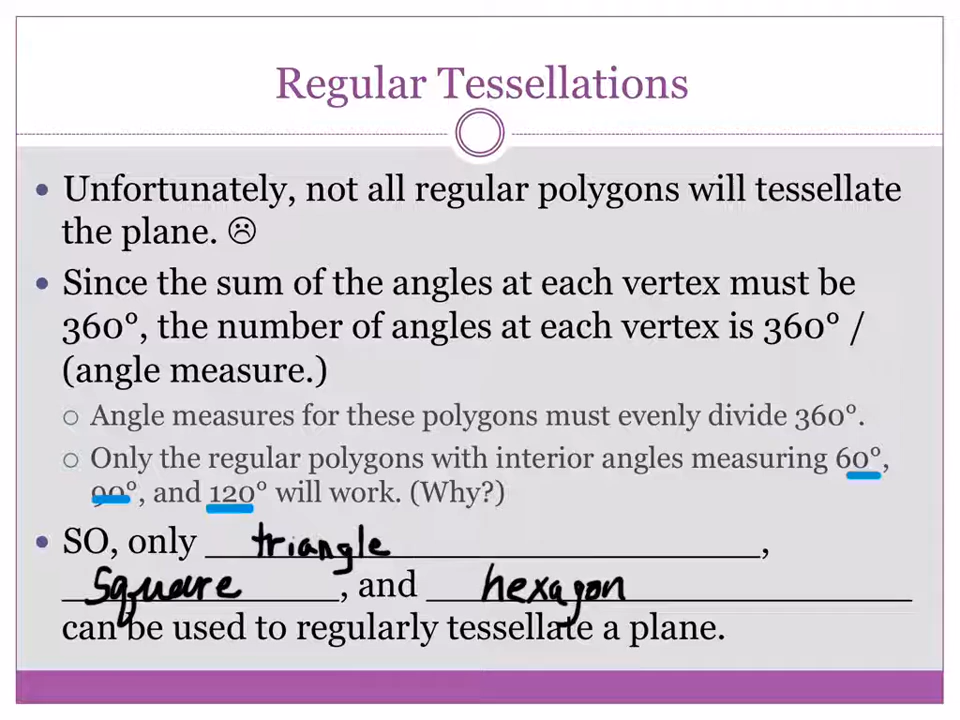 Regular Tessellations
• Unfortunately, not all regular polygons will tessellate
the plane. ☹
• Since the sum of the angles at each vertex must be
360°, the number of angles at each vertex is 360° /
(angle measure.)
○ Angle measures for these polygons must evenly divide 360°.
○ Only the regular polygons with interior angles measuring 60°,
90°, and 120° will work. (Why?)
• SO, only ___triangle___,
___square___, and ___hexagon___
can be used to regularly tessellate a plane.